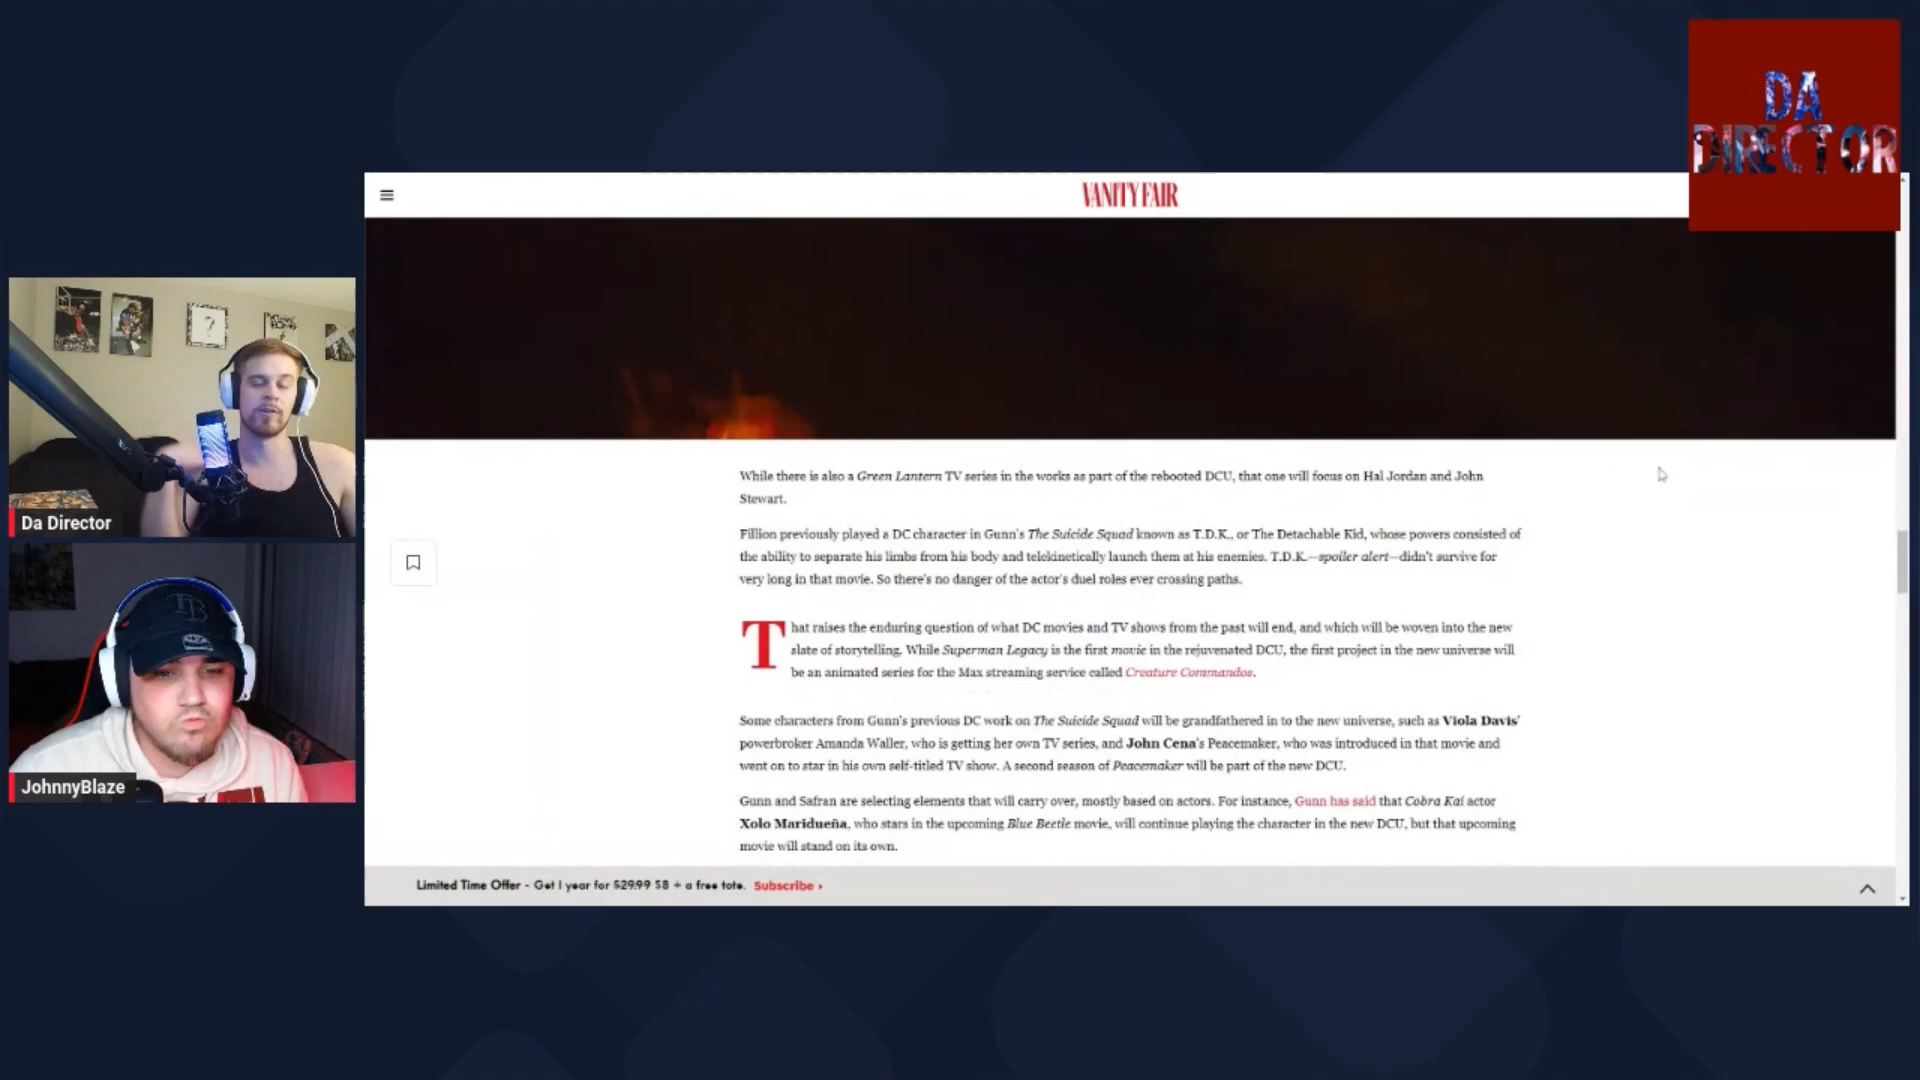 DA
DIRECTOR
VANITY FAIR
While there is also a Green Lantern TV series in the works as part of the rebooted DCU, that one will focus on Hal Jordan and John
Stewart.
Fillion previously played a DC character in Gunn's The Suicide Squad known as T.D.K., or The Detachable Kid, whose powers consisted of
the ability to separate his limbs from his body and telekinetically launch them at his enemies. T.D.K.—spoiler alert—didn't survive for
very long in that movie. So there's no danger of the actor's duel roles ever crossing paths.
That raises the enduring question of what DC movies and TV shows from the past will end, and which will be woven into the new
slate of storytelling. While Superman Legacy is the first movie in the rejuvenated DCU, the first project in the new universe will
be an animated series for the Max streaming service called Creature Commandos.
Some characters from Gunn's previous DC work on The Suicide Squad will be grandfathered in to the new universe, such as Viola Davis'
powerbroker Amanda Waller, who is getting her own TV series, and John Cena's Peacemaker, who was introduced in that movie and
went on to star in his own self-titled TV show. A second season of Peacemaker will be part of the new DCU.
Gunn and Safran are selecting elements that will carry over, mostly based on actors. For instance, Gunn has said that Cobra Kai actor
Xolo Maridueña, who stars in the upcoming Blue Beetle movie, will continue playing the character in the new DCU, but that upcoming
movie will stand on its own.
Limited Time Offer - Get 1 year for $29.99 $8 + a free tote. Subscribe ›
Da Director
JohnnyBlaze